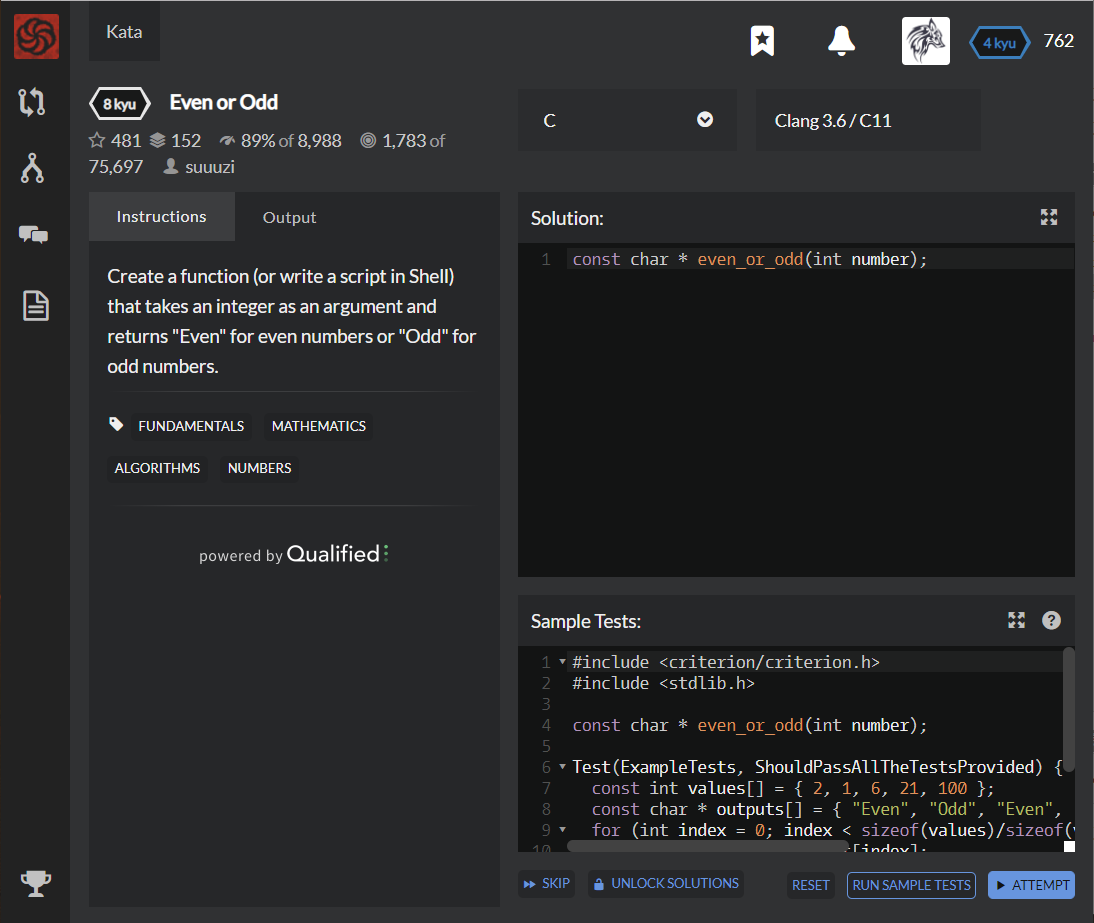 Kata
4 kyu 762
8 kyu Even or Odd
481 152 89% of 8,988 1,783 of
75,697 suuuzi
C
Clang 3.6 / C11
Instructions Output
Create a function (or write a script in Shell)
that takes an integer as an argument and
returns "Even" for even numbers or "Odd" for
odd numbers.
FUNDAMENTALS MATHEMATICS
ALGORITHMS NUMBERS
powered by Qualified
Solution:
1 const char * even_or_odd(int number);
Sample Tests:
?
1 #include <criterion/criterion.h>
2 #include <stdlib.h>
3
4 const char * even_or_odd(int number);
5
6 Test(ExampleTests, ShouldPassAllTheTestsProvided) {
7 const int values[] = { 2, 1, 6, 21, 100 };
8 const char * outputs[] = { "Even", "Odd", "Even",
9 for (int index = 0; index < sizeof(values)/sizeof(
10 [index];
SKIP UNLOCK SOLUTIONS RESET RUN SAMPLE TESTS ATTEMPT